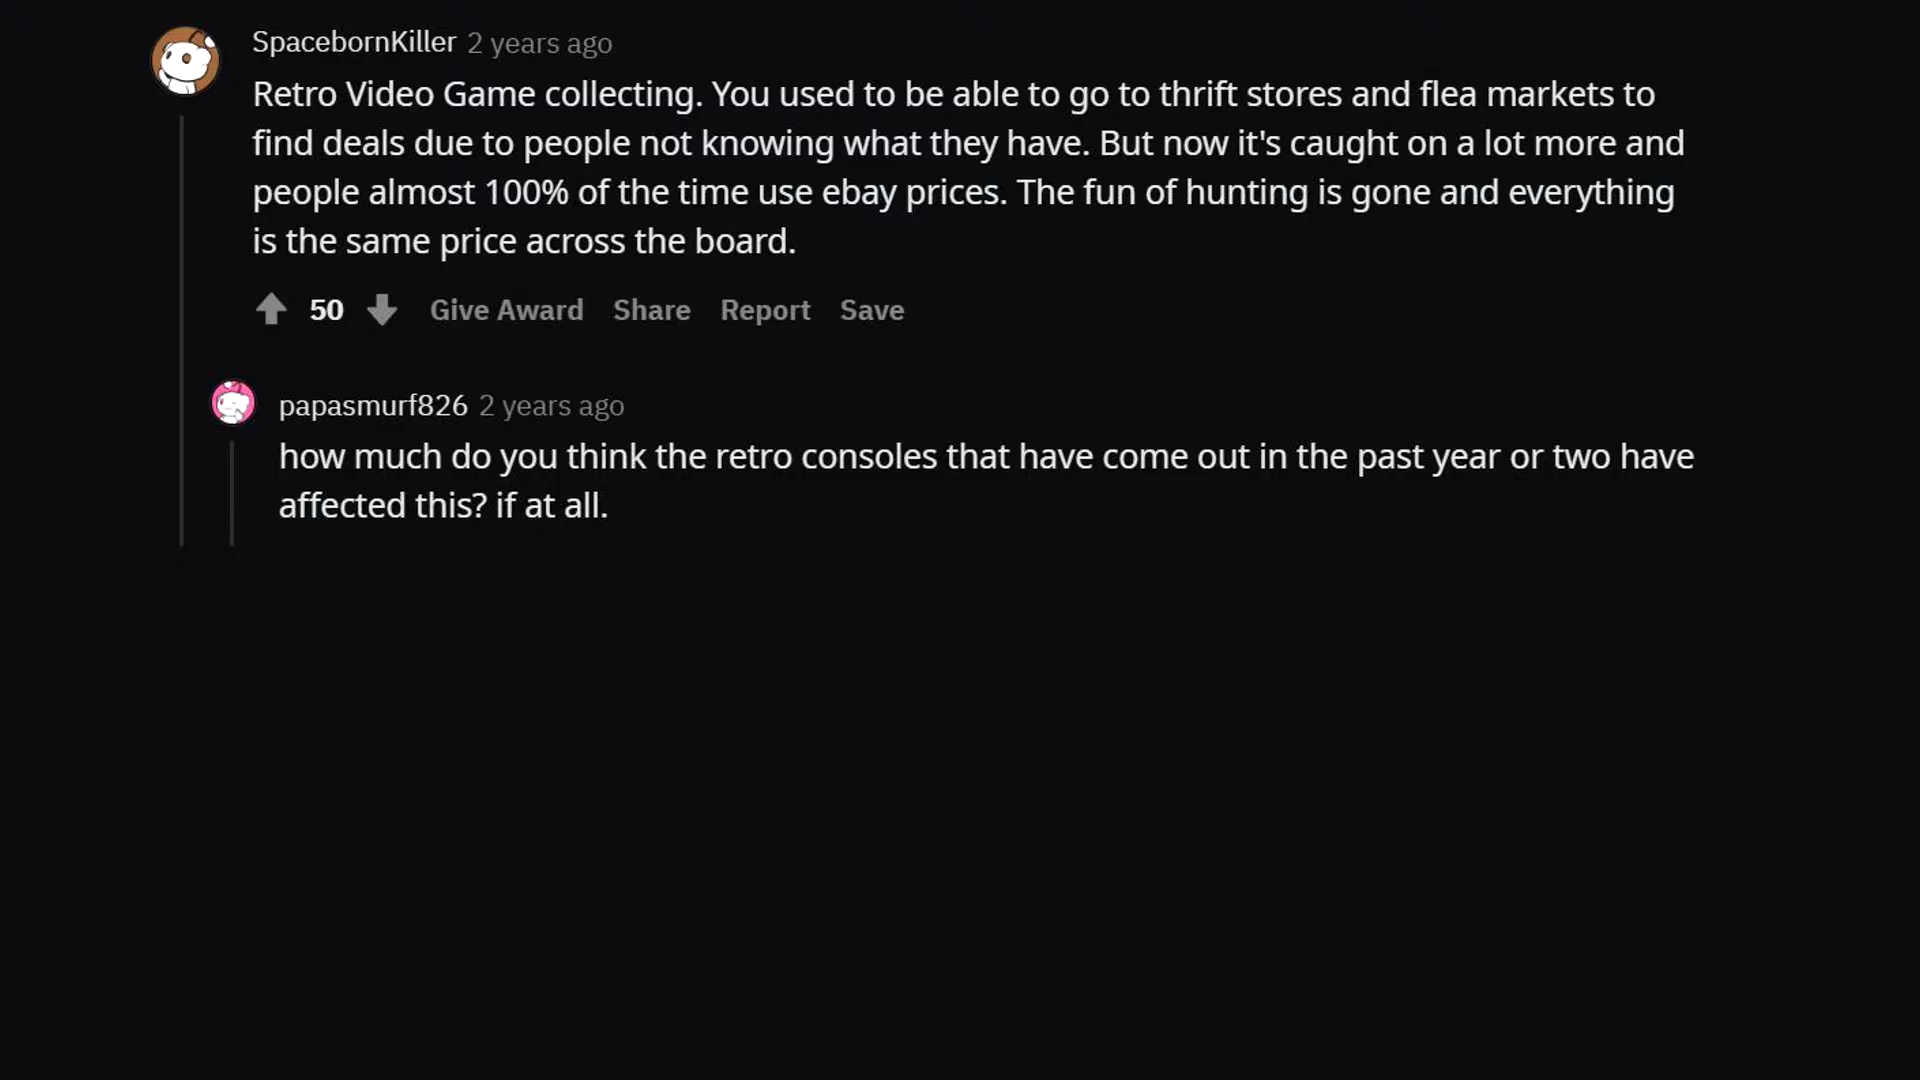 SpacebornKiller 2 years ago
Retro Video Game collecting. You used to be able to go to thrift stores and flea markets to
find deals due to people not knowing what they have. But now it's caught on a lot more and
people almost 100% of the time use ebay prices. The fun of hunting is gone and everything
is the same price across the board.
50 Give Award Share Report Save
papasmurf826 2 years ago
how much do you think the retro consoles that have come out in the past year or two have
affected this? if at all.